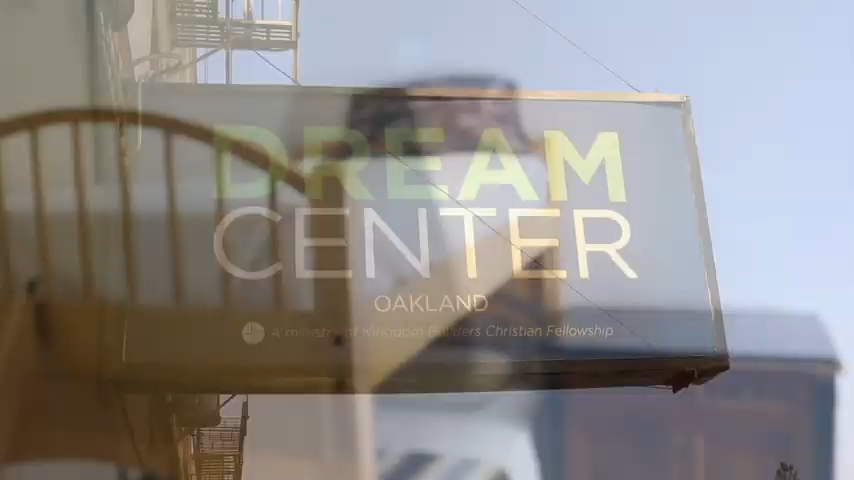 DREAM
CENTER
OAKLAND
A ministry of Kingdom Builders Christian Fellowship